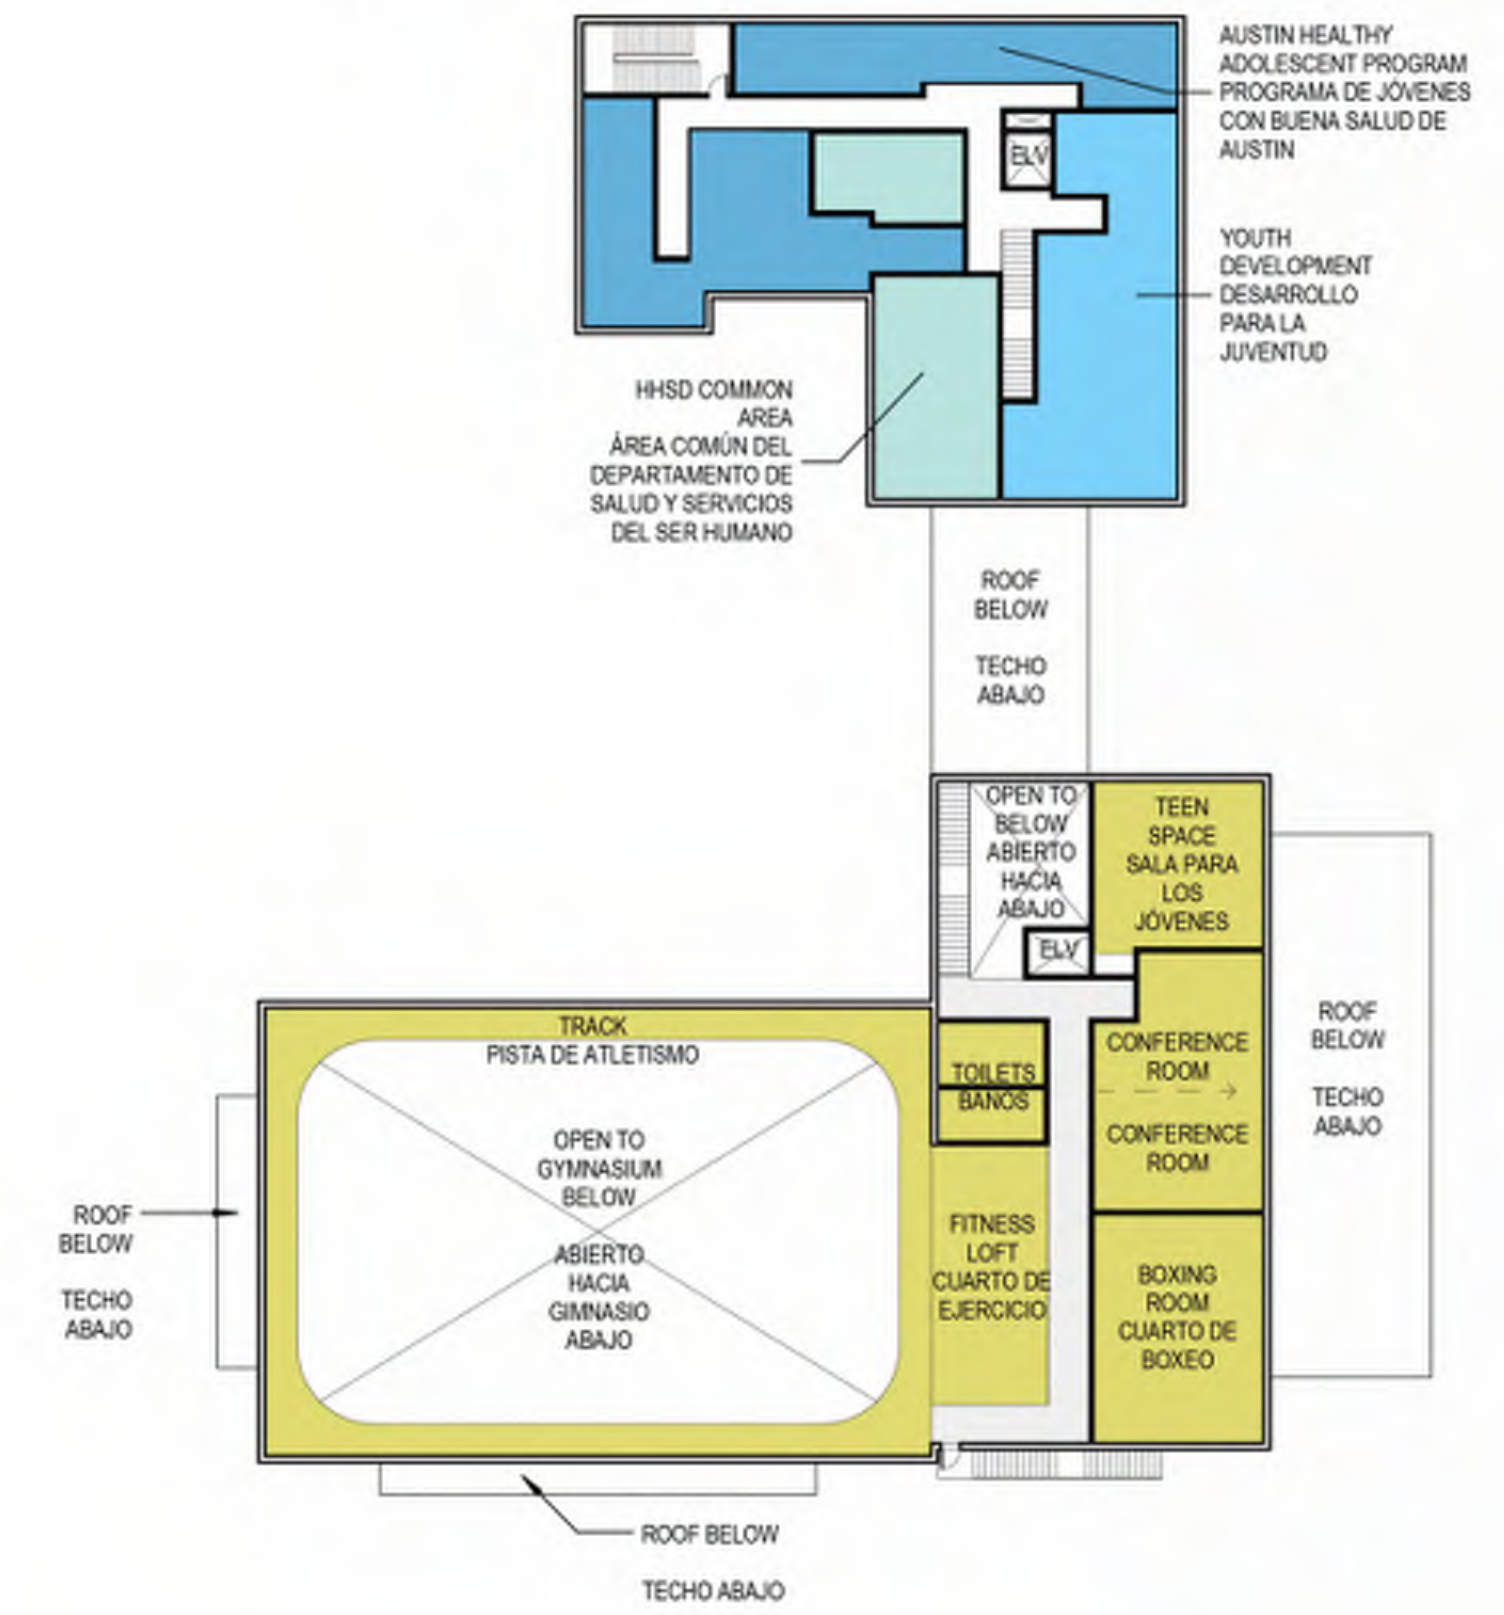 AUSTIN HEALTHY
ADOLESCENT PROGRAM
PROGRAMA DE JÓVENES
CON BUENA SALUD DE
AUSTIN
ELV
YOUTH
DEVELOPMENT
DESARROLLO
PARA LA
JUVENTUD
HHSD COMMON
AREA
ÁREA COMÚN DEL
DEPARTAMENTO DE
SALUD Y SERVICIOS
DEL SER HUMANO
ROOF
BELOW
TECHO
ABAJO
OPEN TO
BELOW
ABIERTO
HACIA
ABAJO
ELV
TEEN
SPACE
SALA PARA
LOS
JÓVENES
TRACK
PISTA DE ATLETISMO
OPEN TO
GYMNASIUM
BELOW
ABIERTO
HACIA
GIMNASIO
ABAJO
TOILETS
BAÑOS
CONFERENCE
ROOM
CONFERENCE
ROOM
ROOF
BELOW
TECHO
ABAJO
FITNESS
LOFT
CUARTO DE
EJERCICIO
BOXING
ROOM
CUARTO DE
BOXEO
ROOF
BELOW
TECHO
ABAJO
ROOF BELOW
TECHO ABAJO